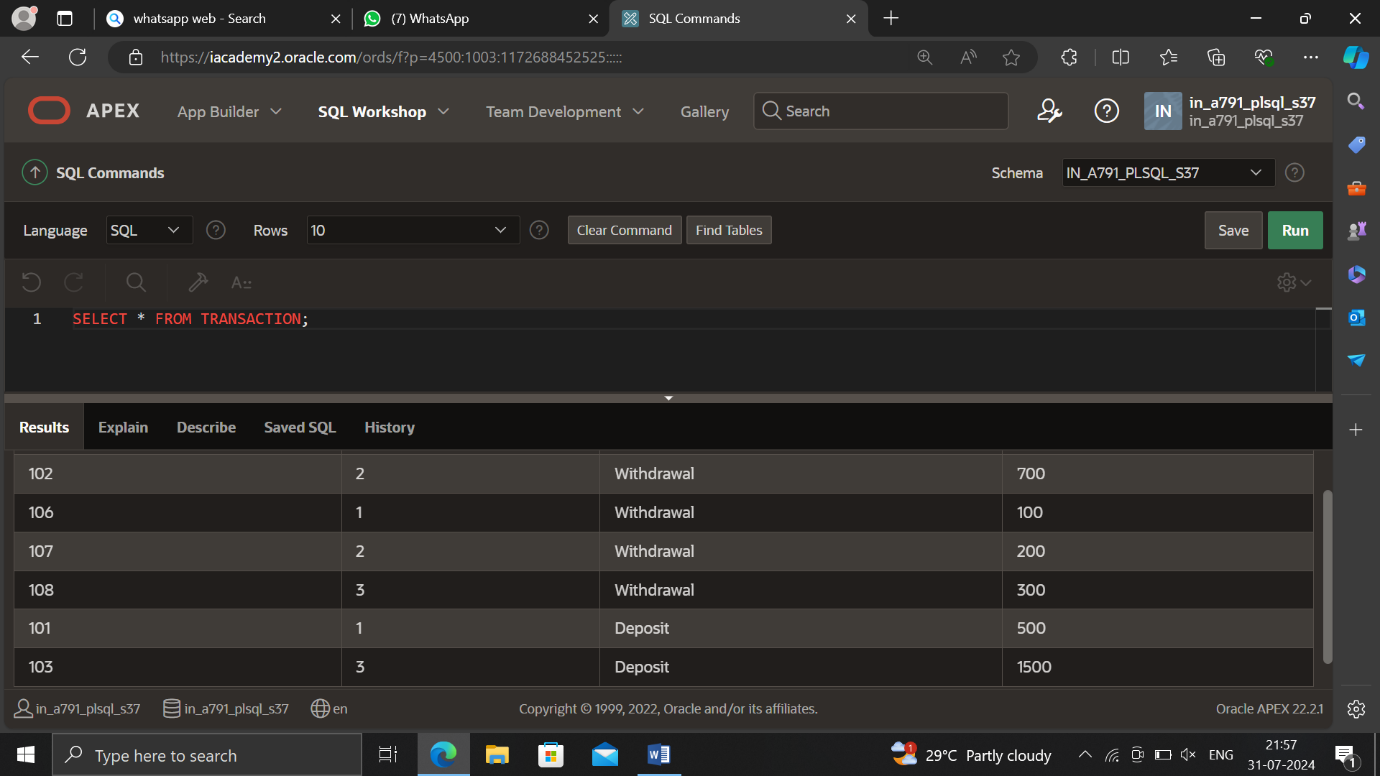 whatsapp web - Search
(7) WhatsApp
SQL Commands
https://iacademy2.oracle.com/ords/f?p=4500:1003:1172688452525:::::
APEX
App Builder
SQL Workshop
Team Development
Gallery
Search
IN
in_a791_plsql_s37
in_a791_plsql_s37
SQL Commands
Schema
IN_A791_PLSQL_S37
Language
SQL
Rows
10
Clear Command
Find Tables
Save
Run
A::
1 SELECT * FROM TRANSACTION;
Results Explain Describe Saved SQL History
102 2 Withdrawal 700
106 1 Withdrawal 100
107 2 Withdrawal 200
108 3 Withdrawal 300
101 1 Deposit 500
103 3 Deposit 1500
in_a791_plsql_s37
in_a791_plsql_s37
en
Copyright © 1999, 2022, Oracle and/or its affiliates.
Oracle APEX 22.2.1
Type here to search
1
29°C Partly cloudy
ENG
21:57
31-07-2024
1